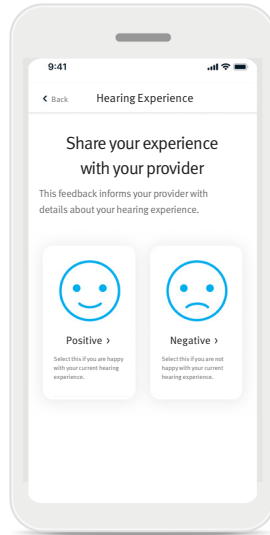 9:41
Back
Hearing Experience
Share your experience
with your provider
This feedback informs your provider with
details about your hearing experience.
Positive ›
Select this if you are happy
with your current hearing
experience.
Negative ›
Select this if you are not
happy with your current
hearing experience.